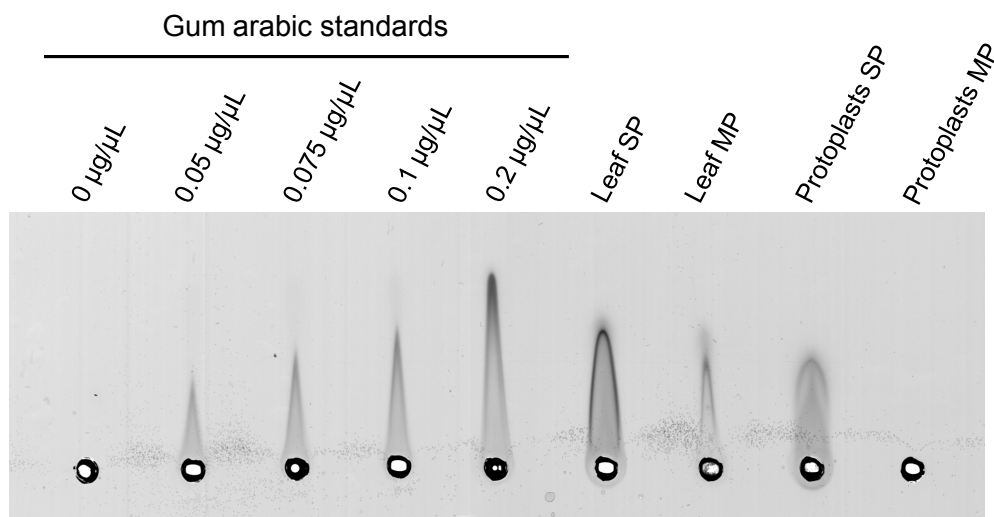 Gum arabic standards
0 µg/µL
0.05 µg/µL
0.075 µg/µL
0.1 µg/µL
0.2 µg/µL
Leaf SP
Leaf MP
Protoplasts SP
Protoplasts MP